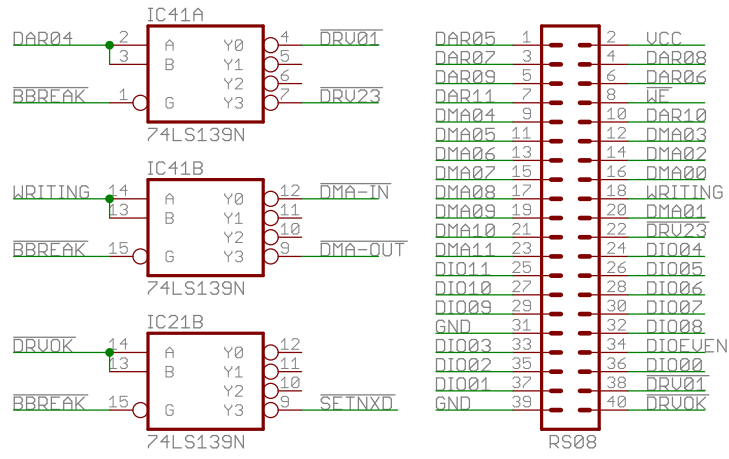 IC41A
DAR04 2 A Y0 4 DRV01
3 B Y1 5
Y2 6
BBREAK 1 G Y3 7 DRV23
74LS139N
IC41B
WRITING 14 A Y0 12 DMA-IN
13 B Y1 11
Y2 10
BBREAK 15 G Y3 9 DMA-OUT
74LS139N
IC21B
DRVOK 14 A Y0 12
13 B Y1 11
Y2 10
BBREAK 15 G Y3 9 SETNXD
74LS139N
DAR05 1 2 VCC
DAR07 3 4 DAR08
DAR09 5 6 DAR06
DAR11 7 8 WE
DMA04 9 10 DAR10
DMA05 11 12 DMA03
DMA06 13 14 DMA02
DMA07 15 16 DMA00
DMA08 17 18 WRITING
DMA09 19 20 DMA01
DMA10 21 22 DRV23
DMA11 23 24 DIO04
DIO11 25 26 DIO05
DIO10 27 28 DIO06
DIO09 29 30 DIO07
GND 31 32 DIO08
DIO03 33 34 DIOEVEN
DIO02 35 36 DIO00
DIO01 37 38 DRV01
GND 39 40 DRVOK
RS08